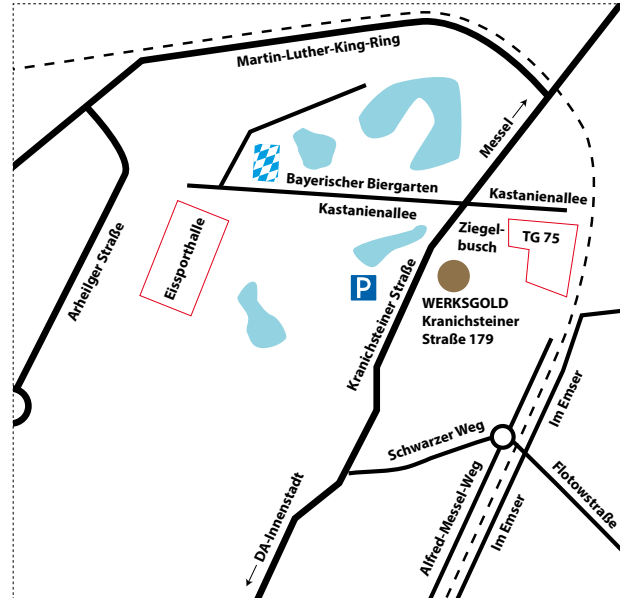 Martin-Luther-King-Ring
Messel
Bayerischer Biergarten
Kastanienallee
Kastanienallee
Arheilger Straße
Eissporthalle
Ziegel-
busch
TG 75
P
Kranichsteiner Straße
WERKSGOLD
Kranichsteiner
Straße 179
Im Emser
Schwarzer Weg
Flotowstraße
Alfred-Messel-Weg
Im Emser
DA-Innenstadt